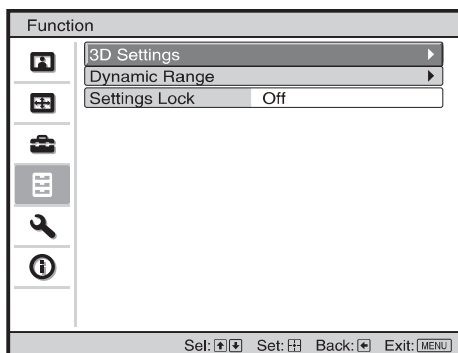 Function
3D Settings
Dynamic Range
Settings Lock Off
Sel: Set: Back: Exit: MENU